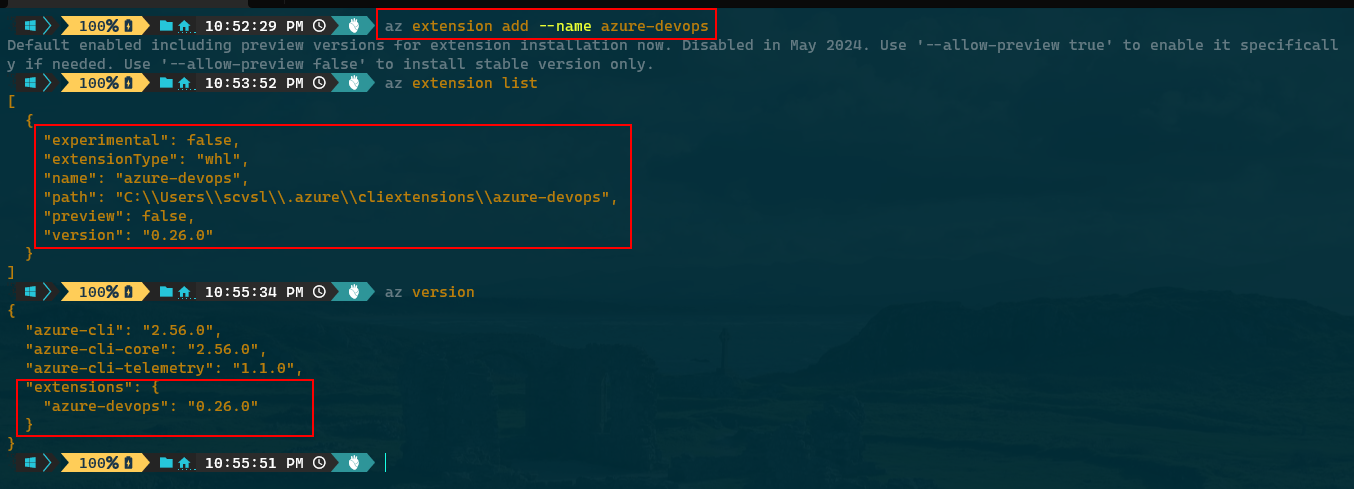 100% 10:52:29 PM az extension add --name azure-devops
Default enabled including preview versions for extension installation now. Disabled in May 2024. Use '--allow-preview true' to enable it specificall
y if needed. Use '--allow-preview false' to install stable version only.
100% 10:53:52 PM az extension list
[
  {
    "experimental": false,
    "extensionType": "whl",
    "name": "azure-devops",
    "path": "C:\\Users\\scvsl\\.azure\\cliextensions\\azure-devops",
    "preview": false,
    "version": "0.26.0"
  }
]
100% 10:55:34 PM az version
{
  "azure-cli": "2.56.0",
  "azure-cli-core": "2.56.0",
  "azure-cli-telemetry": "1.1.0",
  "extensions": {
    "azure-devops": "0.26.0"
  }
}
100% 10:55:51 PM